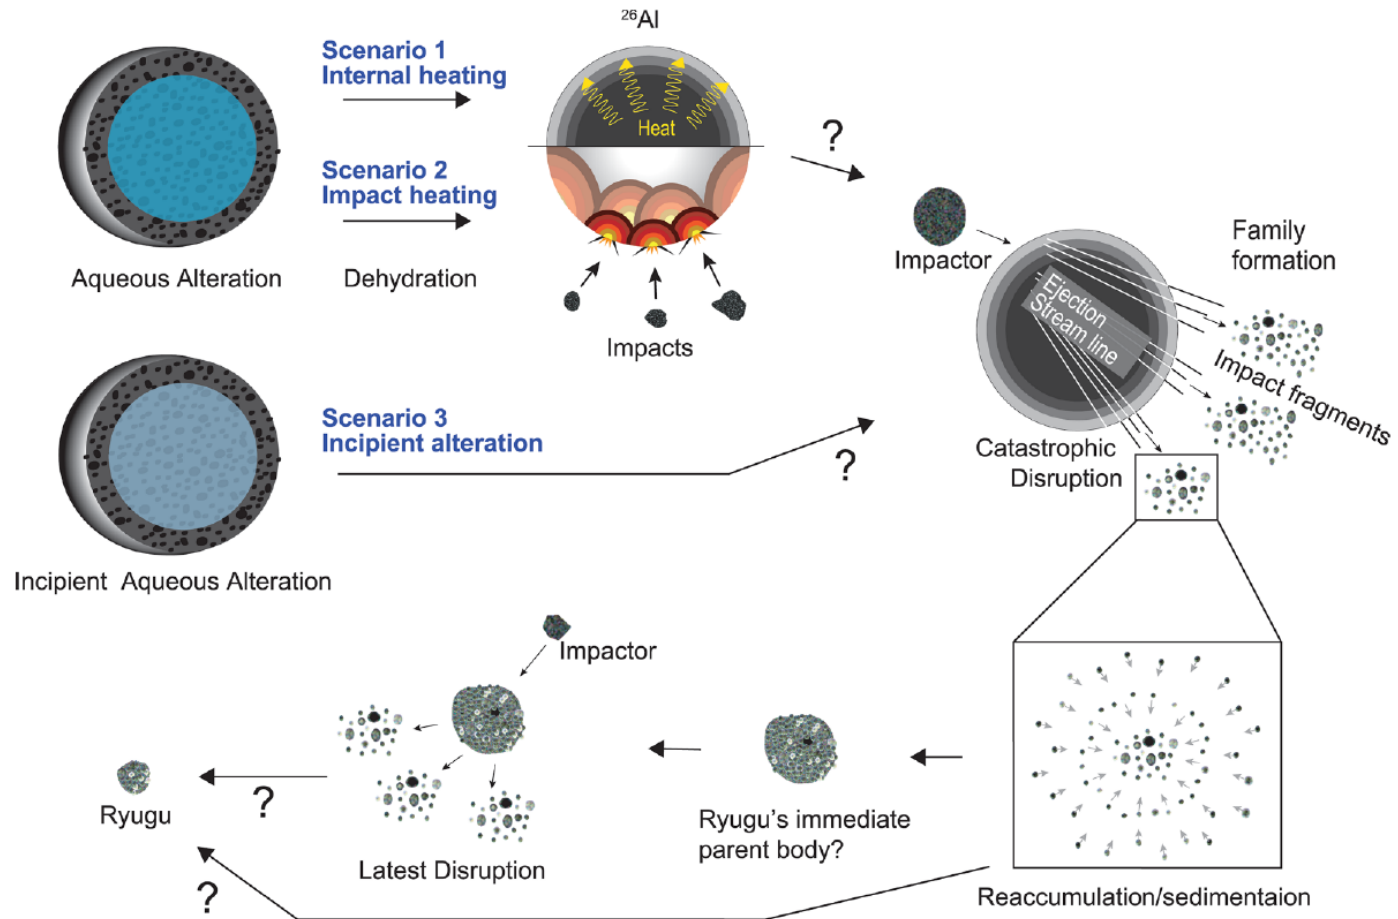 ²⁶Al
Scenario 1
Internal heating
Heat
?
Scenario 2
Impact heating
Aqueous Alteration
Dehydration
Impacts
Impactor
Family
formation
Ejection
Stream line
Impact fragments
Catastrophic
Disruption
Scenario 3
Incipient alteration
?
Incipient Aqueous Alteration
Impactor
Ryugu
?
Latest Disruption
Ryugu's immediate
parent body?
?
Reaccumulation/sedimentaion